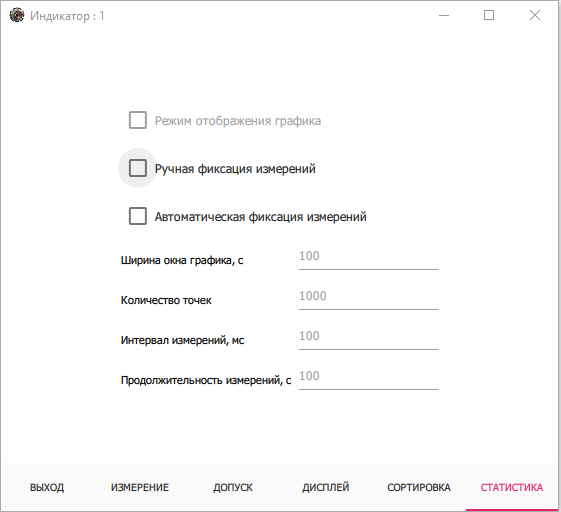 Индикатор : 1
Режим отображения графика
Ручная фиксация измерений
Автоматическая фиксация измерений
Ширина окна графика, с 100
Количество точек 1000
Интервал измерений, мс 100
Продолжительность измерений, с 100
ВЫХОД ИЗМЕРЕНИЕ ДОПУСК ДИСПЛЕЙ СОРТИРОВКА СТАТИСТИКА